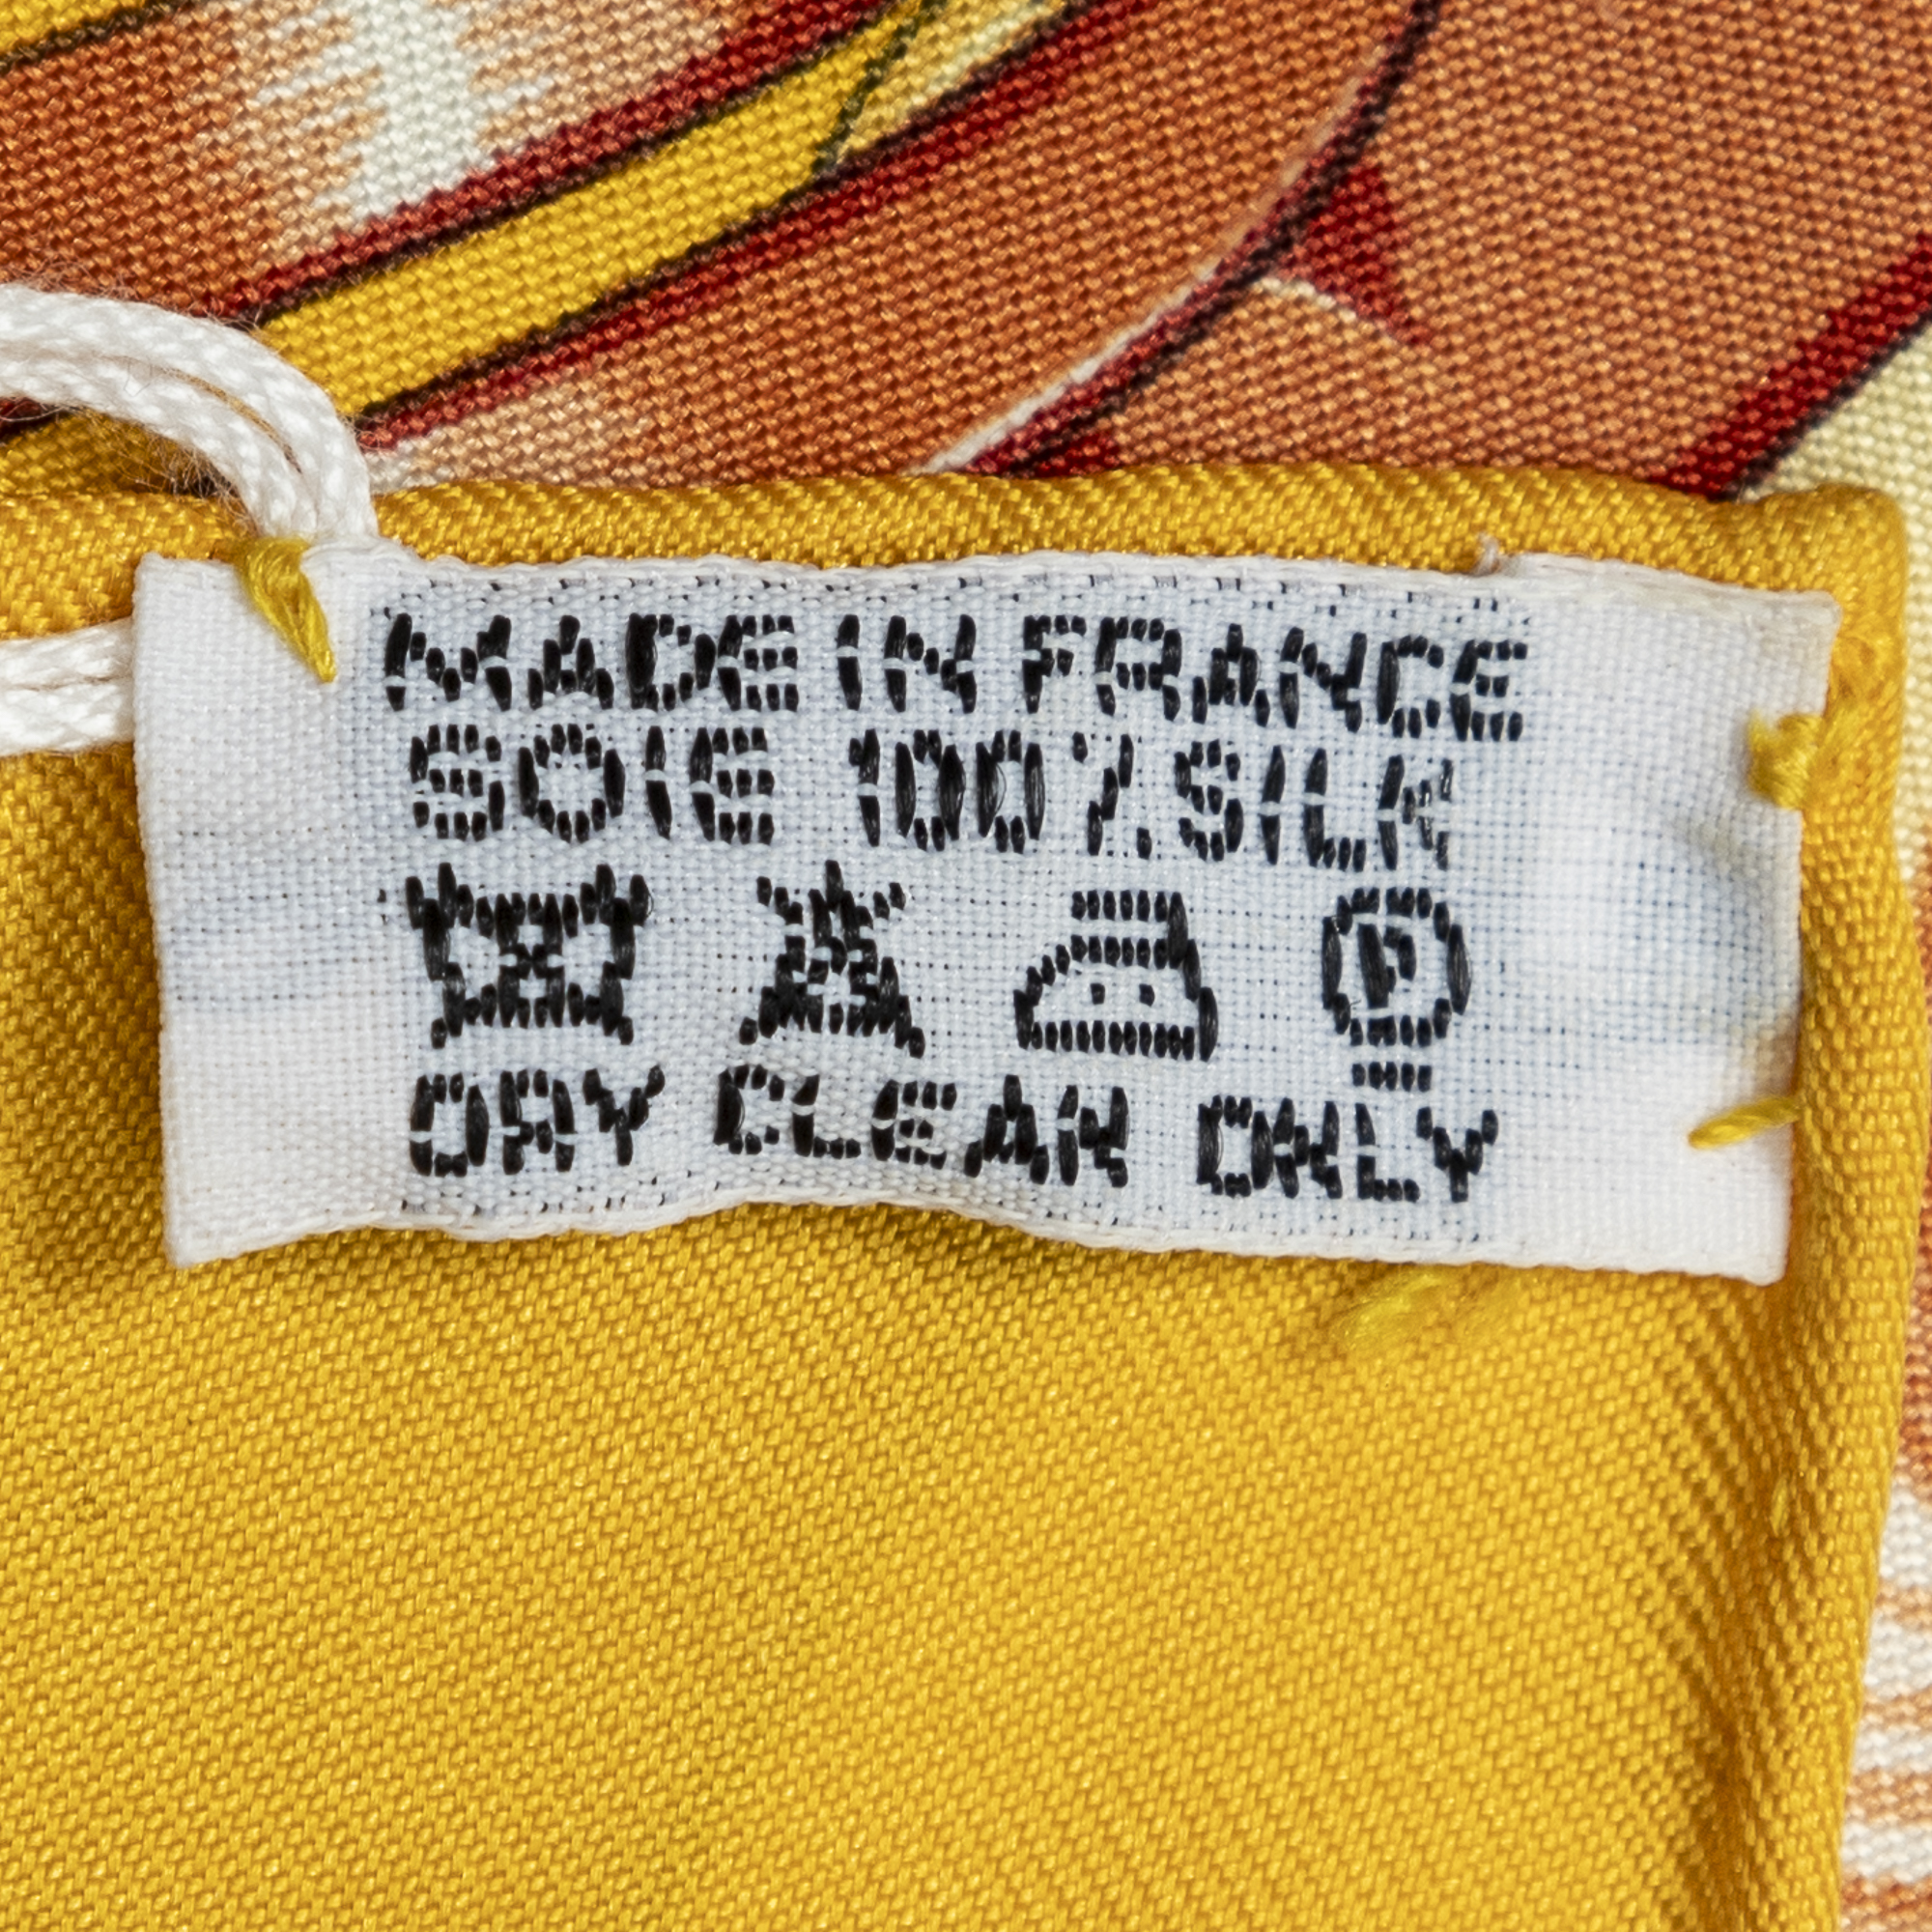 MADE IN FRANCE
SOIE 100% SILK
P
DRY CLEAN ONLY